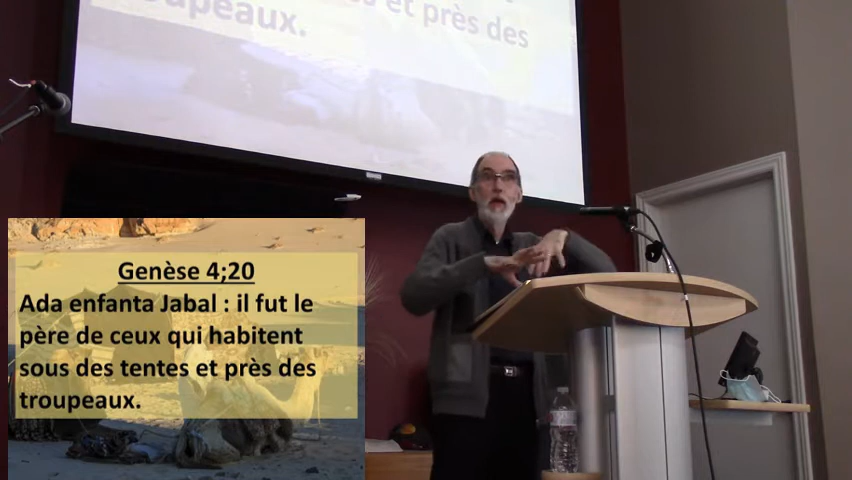 troupeaux.
et près des
Genèse 4;20
Ada enfanta Jabal : il fut le
père de ceux qui habitent
sous des tentes et près des
troupeaux.